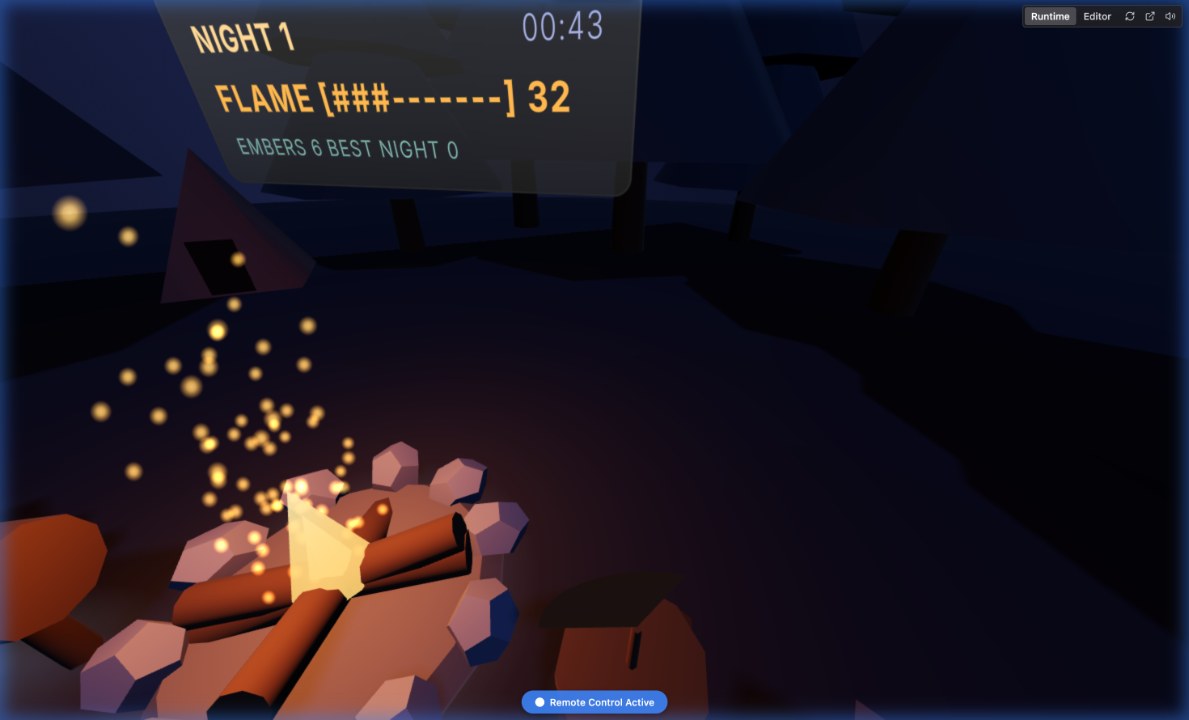 NIGHT 1
00:43
FLAME [###-------] 32
EMBERS 6 BEST NIGHT 0
Runtime
Editor
Remote Control Active